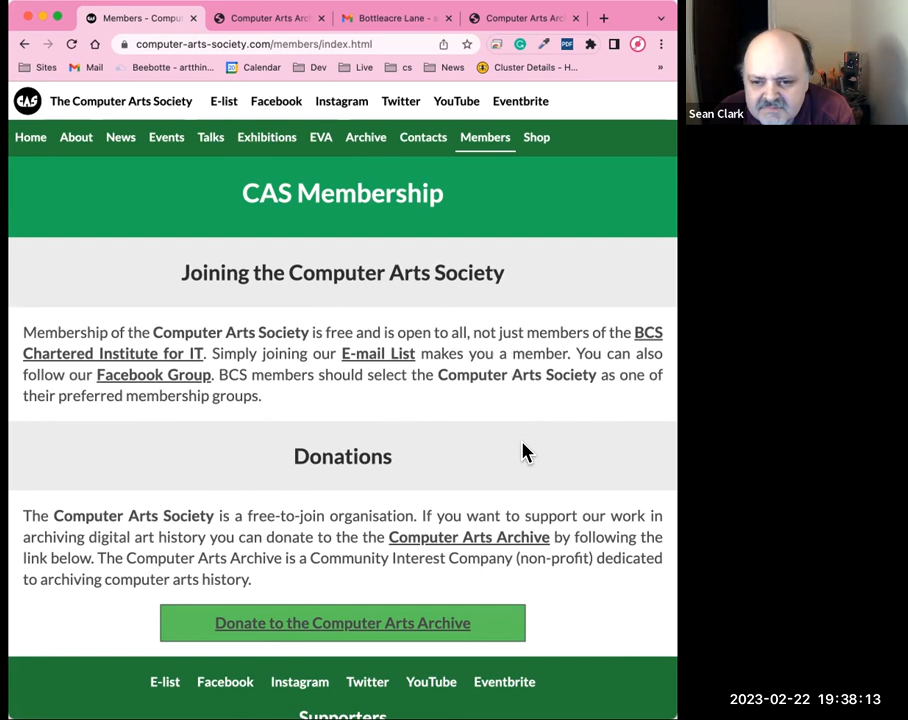 Members - Compu
Computer Arts Arc
Bottleacre Lane - a
Computer Arts Arc
computer-arts-society.com/members/index.html
Sites
Mail
Beebotte - artthin...
Calendar
Dev
Live
cs
News
Cluster Details - H...
»
CAS
The Computer Arts Society
E-list
Facebook
Instagram
Twitter
YouTube
Eventbrite
Home
About
News
Events
Talks
Exhibitions
EVA
Archive
Contacts
Members
Shop
CAS Membership
Joining the Computer Arts Society
Membership of the Computer Arts Society is free and is open to all, not just members of the BCS
Chartered Institute for IT. Simply joining our E-mail List makes you a member. You can also
follow our Facebook Group. BCS members should select the Computer Arts Society as one of
their preferred membership groups.
Donations
The Computer Arts Society is a free-to-join organisation. If you want to support our work in
archiving digital art history you can donate to the the Computer Arts Archive by following the
link below. The Computer Arts Archive is a Community Interest Company (non-profit) dedicated
to archiving computer arts history.
Donate to the Computer Arts Archive
E-list
Facebook
Instagram
Twitter
YouTube
Eventbrite
Supporters
Sean Clark
2023-02-22 19:38:13